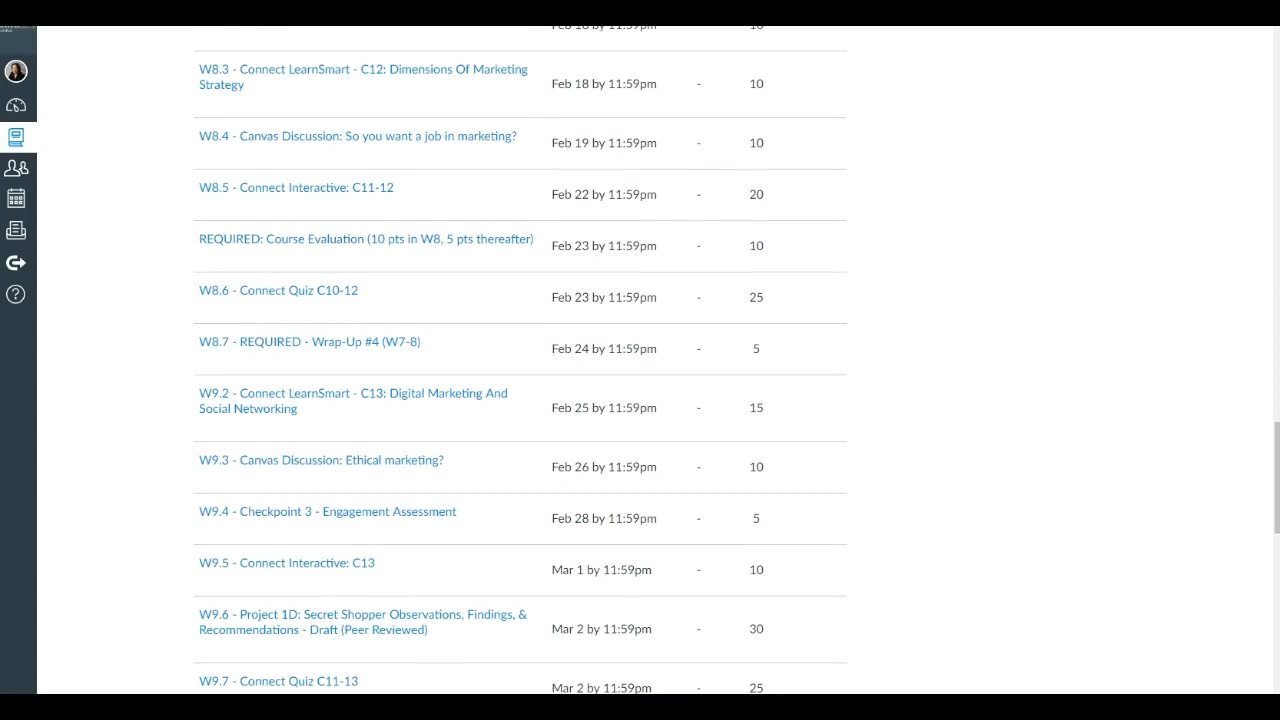 Feb 18 by 11:59pm 10
W8.3 - Connect LearnSmart - C12: Dimensions Of Marketing
Strategy
Feb 18 by 11:59pm - 10
W8.4 - Canvas Discussion: So you want a job in marketing?
Feb 19 by 11:59pm - 10
W8.5 - Connect Interactive: C11-12
Feb 22 by 11:59pm - 20
REQUIRED: Course Evaluation (10 pts in W8, 5 pts thereafter)
Feb 23 by 11:59pm - 10
W8.6 - Connect Quiz C10-12
Feb 23 by 11:59pm - 25
W8.7 - REQUIRED - Wrap-Up #4 (W7-8)
Feb 24 by 11:59pm - 5
W9.2 - Connect LearnSmart - C13: Digital Marketing And
Social Networking
Feb 25 by 11:59pm - 15
W9.3 - Canvas Discussion: Ethical marketing?
Feb 26 by 11:59pm - 10
W9.4 - Checkpoint 3 - Engagement Assessment
Feb 28 by 11:59pm - 5
W9.5 - Connect Interactive: C13
Mar 1 by 11:59pm - 10
W9.6 - Project 1D: Secret Shopper Observations, Findings, &
Recommendations - Draft (Peer Reviewed)
Mar 2 by 11:59pm - 30
W9.7 - Connect Quiz C11-13
Mar 2 by 11:59pm - 25